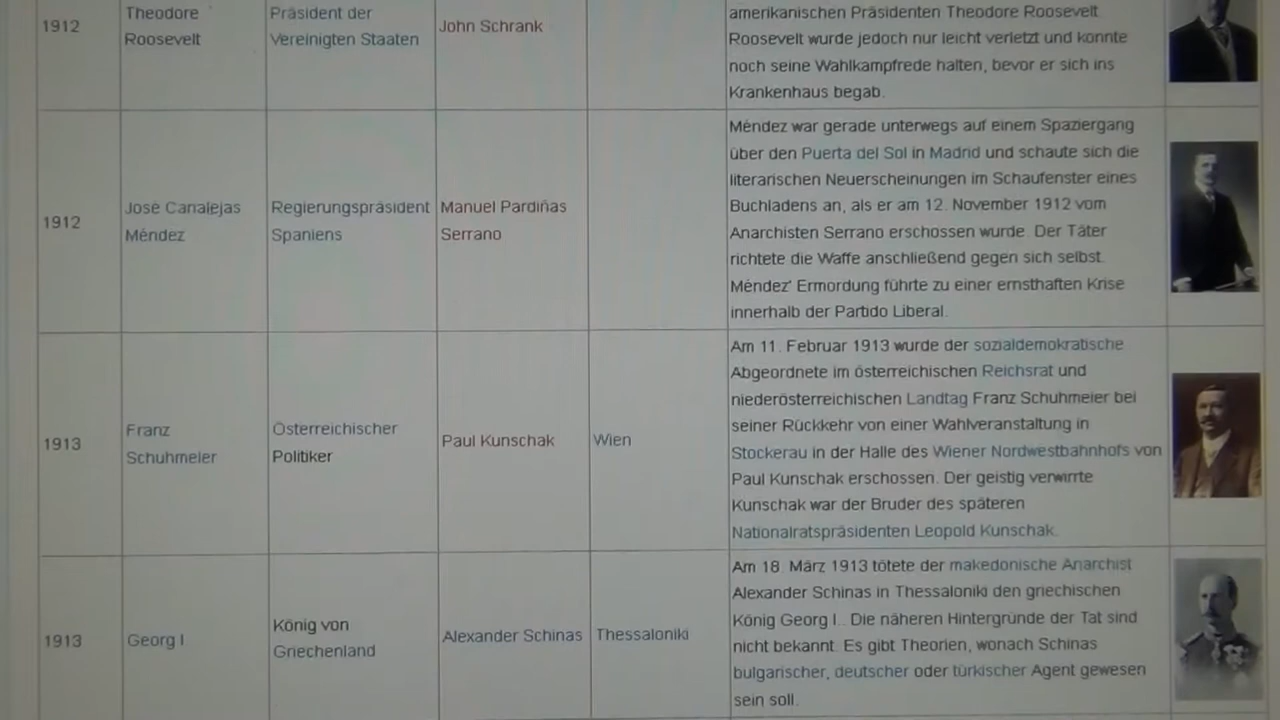 1912
Theodore
Roosevelt
Präsident der
Vereinigten Staaten
John Schrank
amerikanischen Präsidenten Theodore Roosevelt.
Roosevelt wurde jedoch nur leicht verletzt und konnte
noch seine Wahlkampfrede halten, bevor er sich ins
Krankenhaus begab.
1912
José Canalejas
Méndez
Regierungspräsident
Spaniens
Manuel Pardiñas
Serrano
Méndez war gerade unterwegs auf einem Spaziergang
über den Puerta del Sol in Madrid und schaute sich die
literarischen Neuerscheinungen im Schaufenster eines
Buchladens an, als er am 12. November 1912 vom
Anarchisten Serrano erschossen wurde. Der Täter
richtete die Waffe anschließend gegen sich selbst.
Méndez' Ermordung führte zu einer ernsthaften Krise
innerhalb der Partido Liberal.
1913
Franz
Schuhmeier
Österreichischer
Politiker
Paul Kunschak
Wien
Am 11. Februar 1913 wurde der sozialdemokratische
Abgeordnete im österreichischen Reichsrat und
niederösterreichischen Landtag Franz Schuhmeier bei
seiner Rückkehr von einer Wahlveranstaltung in
Stockerau in der Halle des Wiener Nordwestbahnhofs von
Paul Kunschak erschossen. Der geistig verwirrte
Kunschak war der Bruder des späteren
Nationalratspräsidenten Leopold Kunschak.
1913
Georg I
König von
Griechenland
Alexander Schinas
Thessaloniki
Am 18. März 1913 tötete der makedonische Anarchist
Alexander Schinas in Thessaloniki den griechischen
König Georg I.. Die näheren Hintergründe der Tat sind
nicht bekannt. Es gibt Theorien, wonach Schinas
bulgarischer, deutscher oder türkischer Agent gewesen
sein soll.